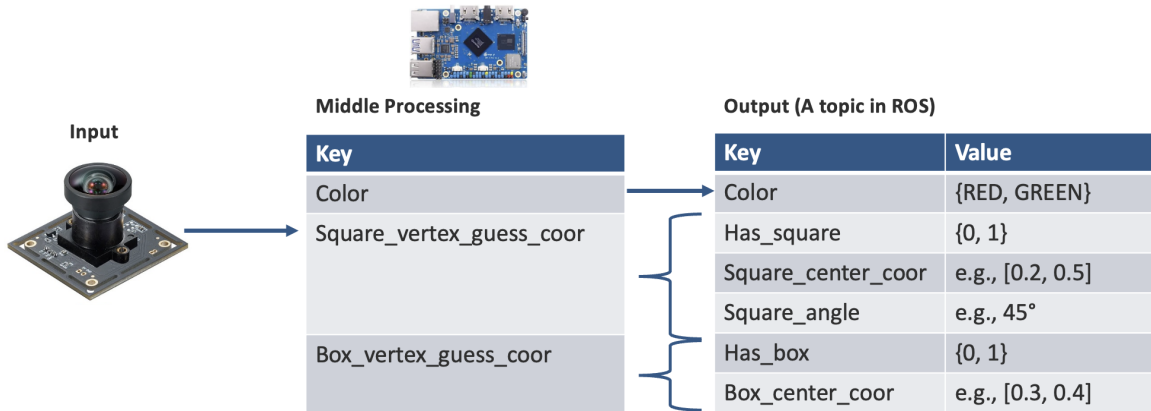 Input
Middle Processing
Key
Color
Square_vertex_guess_coor
Box_vertex_guess_coor
Output (A topic in ROS)
Key Value
Color {RED, GREEN}
Has_square {0, 1}
Square_center_coor e.g., [0.2, 0.5]
Square_angle e.g., 45°
Has_box {0, 1}
Box_center_coor e.g., [0.3, 0.4]